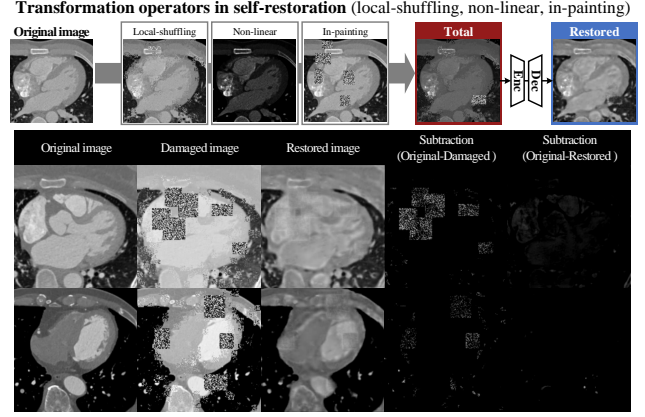 Transformation operators in self-restoration (local-shuffling, non-linear, in-painting)
Original image
Local-shuffling
Non-linear
In-painting
Total
Restored
Enc
Dec
Original image
Damaged image
Restored image
Subtraction
(Original-Damaged )
Subtraction
(Original-Restored )